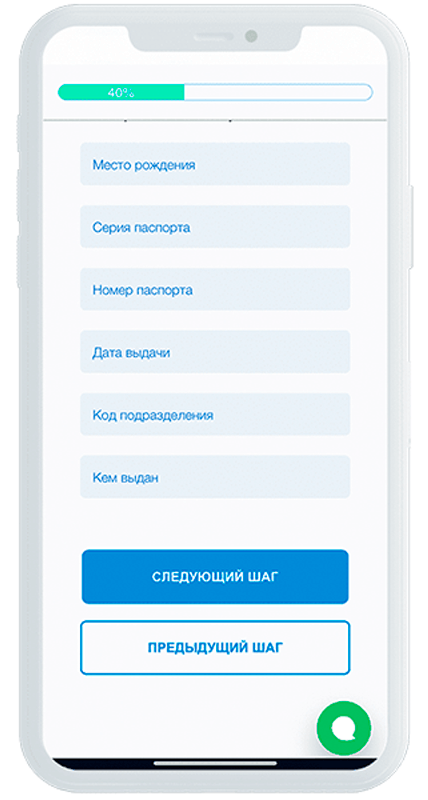 40%
Место рождения
Серия паспорта
Номер паспорта
Дата выдачи
Код подразделения
Кем выдан
СЛЕДУЮЩИЙ ШАГ
ПРЕДЫДУЩИЙ ШАГ